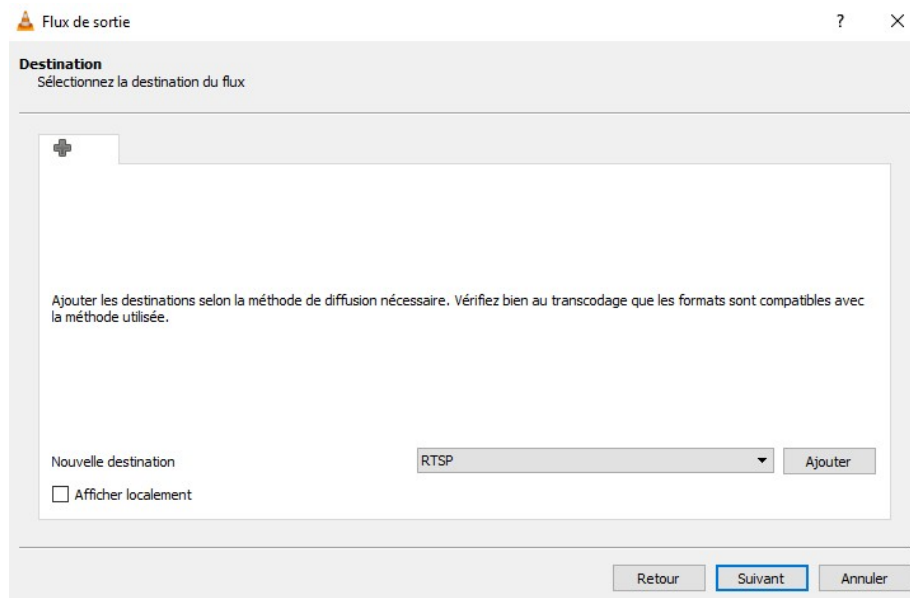 Flux de sortie
?
Destination
Sélectionnez la destination du flux
Ajouter les destinations selon la méthode de diffusion nécessaire. Vérifiez bien au transcodage que les formats sont compatibles avec
la méthode utilisée.
Nouvelle destination RTSP Ajouter
Afficher localement
Retour Suivant Annuler